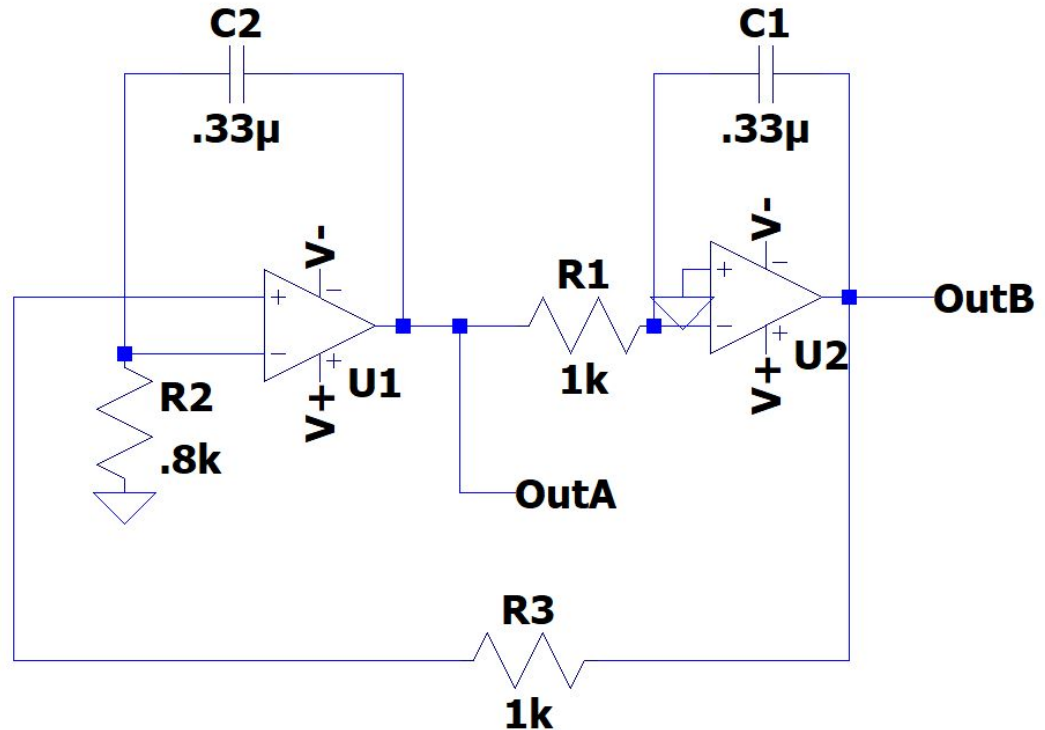 C2
C1
.33µ
.33µ
V-
V-
+
−
+
−
R1
OutB
−
+
−
+
U1
V+
1k
U2
V+
R2
.8k
OutA
R3
1k